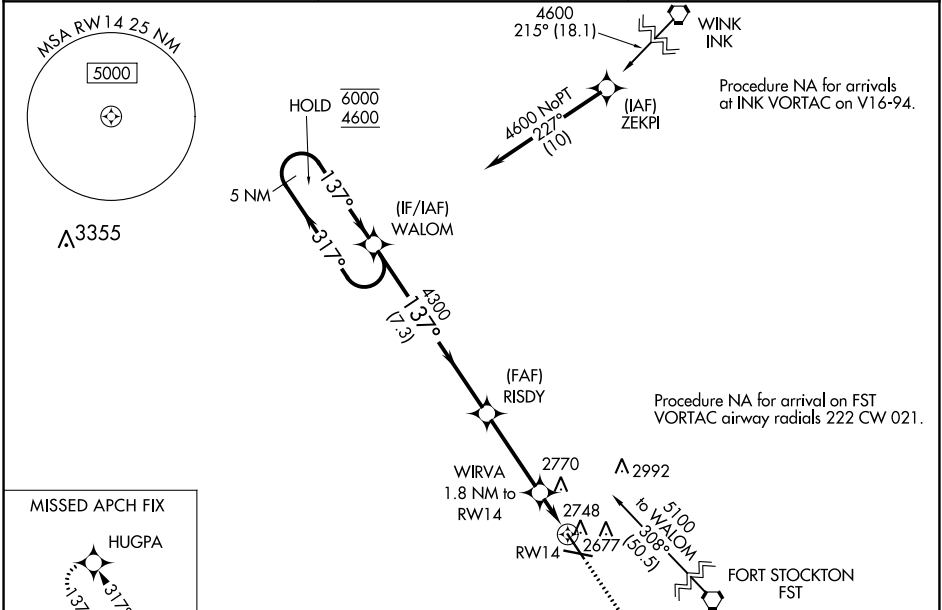 MSA RW14 25 NM
5000
3355
4600
215° (18.1)
WINK
INK
Procedure NA for arrivals
at INK VORTAC on V16-94.
(IAF)
ZEKPI
4600 NoPT
227°
(10)
HOLD
6000
4600
5 NM
137°
317°
(IF/IAF)
WALOM
4300
137°
(7.3)
(FAF)
RISDY
Procedure NA for arrival on FST
VORTAC airway radials 222 CW 021.
WIRVA
1.8 NM to
RW14
2770
2992
2748
2677
RW14
5100
to WALOM
308°
(50.5)
FORT STOCKTON
FST
MISSED APCH FIX
HUGPA
137
317°